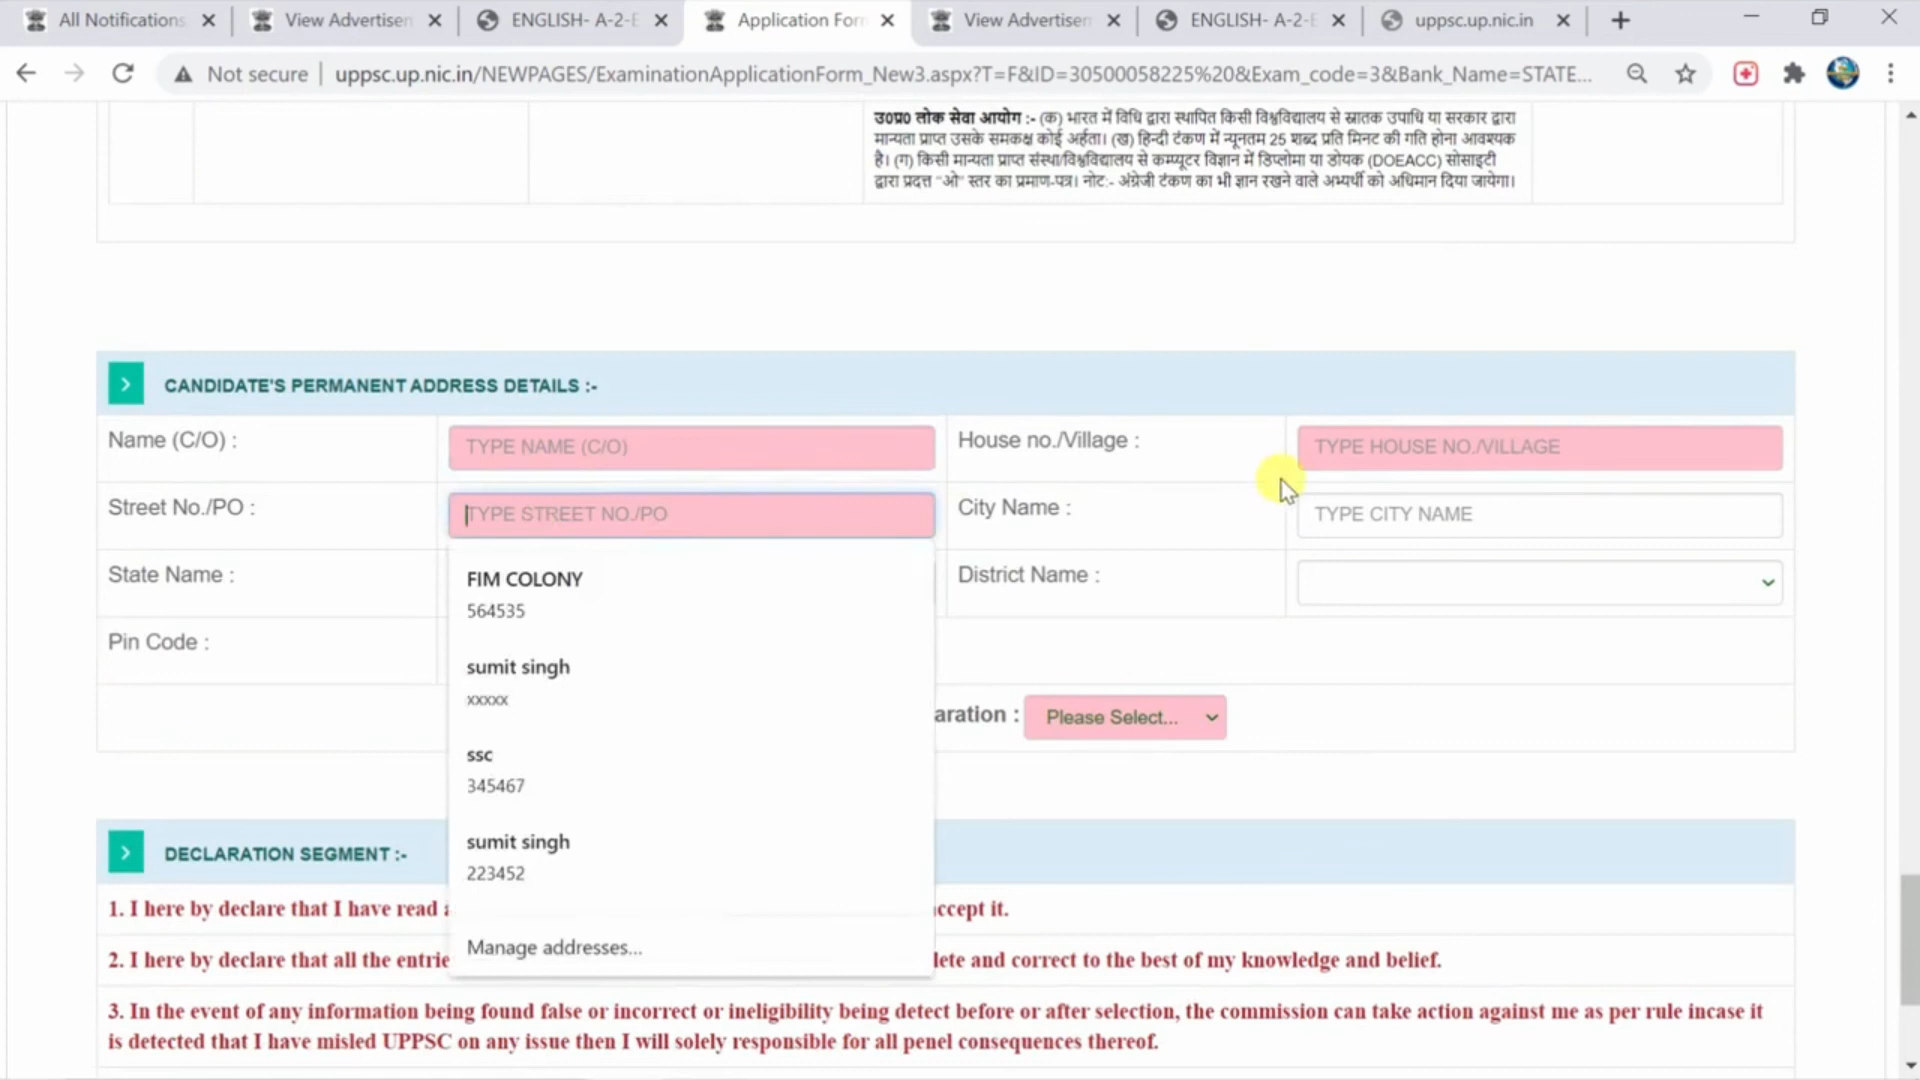 All Notifications
View Advertisem
ENGLISH- A-2-E
Application For
View Advertisem
ENGLISH- A-2-E
uppsc.up.nic.in
Not secure
uppsc.up.nic.in/NEWPAGES/ExaminationApplicationForm_New3.aspx?T=F&ID=30500058225%20&Exam_code=3&Bank_Name=STATE...
उ0प्र0 लोक सेवा आयोग :- (क) भारत में विधि द्वारा स्थापित किसी विश्वविद्यालय से स्नातक उपाधि या सरकार द्वारा
मान्यता प्राप्त उसके समकक्ष कोई अर्हता। (ख) हिन्दी टंकण में न्यूनतम 25 शब्द प्रति मिनट की गति होना आवश्यक
है। (ग) किसी मान्यता प्राप्त संस्था/विश्वविद्यालय से कम्प्यूटर विज्ञान में डिप्लोमा या डोयक (DOEACC) सोसाइटी
द्वारा प्रदत्त "ओ" स्तर का प्रमाण-पत्र। नोट:- अंग्रेजी टंकण का भी ज्ञान रखने वाले अभ्यर्थी को अधिमान दिया जायेगा।
CANDIDATE'S PERMANENT ADDRESS DETAILS :-
Name (C/O) :
TYPE NAME (C/O)
House no./Village :
TYPE HOUSE NO./VILLAGE
Street No./PO :
TYPE STREET NO./PO
City Name :
TYPE CITY NAME
State Name :
District Name :
Pin Code :
FIM COLONY
564535
sumit singh
xxxxx
ssc
345467
sumit singh
223452
Manage addresses...
aration :
Please Select...
DECLARATION SEGMENT :-
1. I here by declare that I have read a
ccept it.
2. I here by declare that all the entrie
lete and correct to the best of my knowledge and belief.
3. In the event of any information being found false or incorrect or ineligibility being detect before or after selection, the commission can take action against me as per rule incase it
is detected that I have misled UPPSC on any issue then I will solely responsible for all penel consequences thereof.